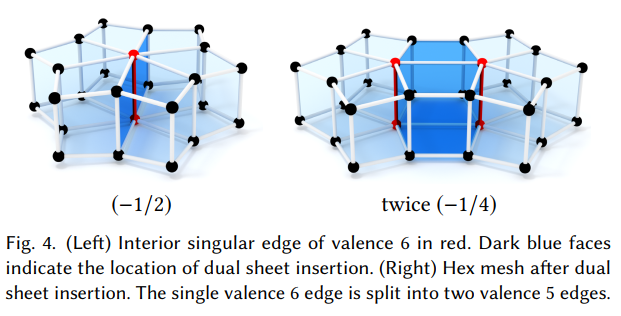 (−1/2)
twice (−1/4)
Fig. 4. (Left) Interior singular edge of valence 6 in red. Dark blue faces
indicate the location of dual sheet insertion. (Right) Hex mesh after dual
sheet insertion. The single valence 6 edge is split into two valence 5 edges.